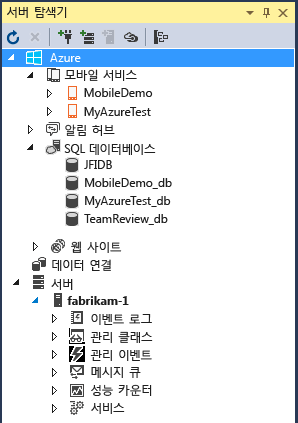 서버 탐색기
Azure
모바일 서비스
MobileDemo
MyAzureTest
알림 허브
SQL 데이터베이스
JFIDB
MobileDemo_db
MyAzureTest_db
TeamReview_db
웹 사이트
데이터 연결
서버
fabrikam-1
이벤트 로그
관리 클래스
관리 이벤트
메시지 큐
성능 카운터
서비스